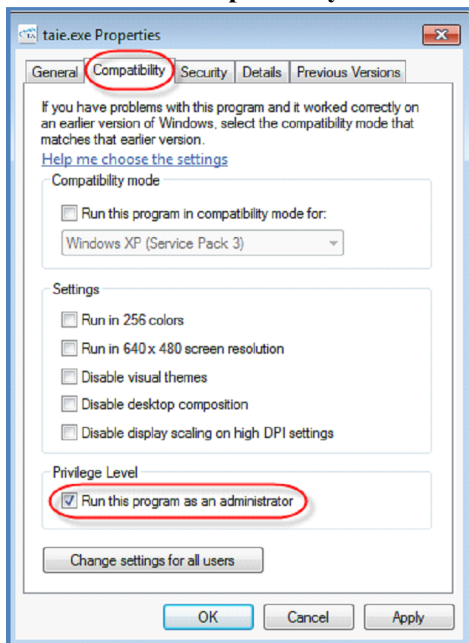 taie.exe Properties
General Compatibility Security Details Previous Versions
If you have problems with this program and it worked correctly on
an earlier version of Windows, select the compatibility mode that
matches that earlier version.
Help me choose the settings
Compatibility mode
Run this program in compatibility mode for:
Windows XP (Service Pack 3)
Settings
Run in 256 colors
Run in 640 x 480 screen resolution
Disable visual themes
Disable desktop composition
Disable display scaling on high DPI settings
Privilege Level
Run this program as an administrator
Change settings for all users
OK Cancel Apply